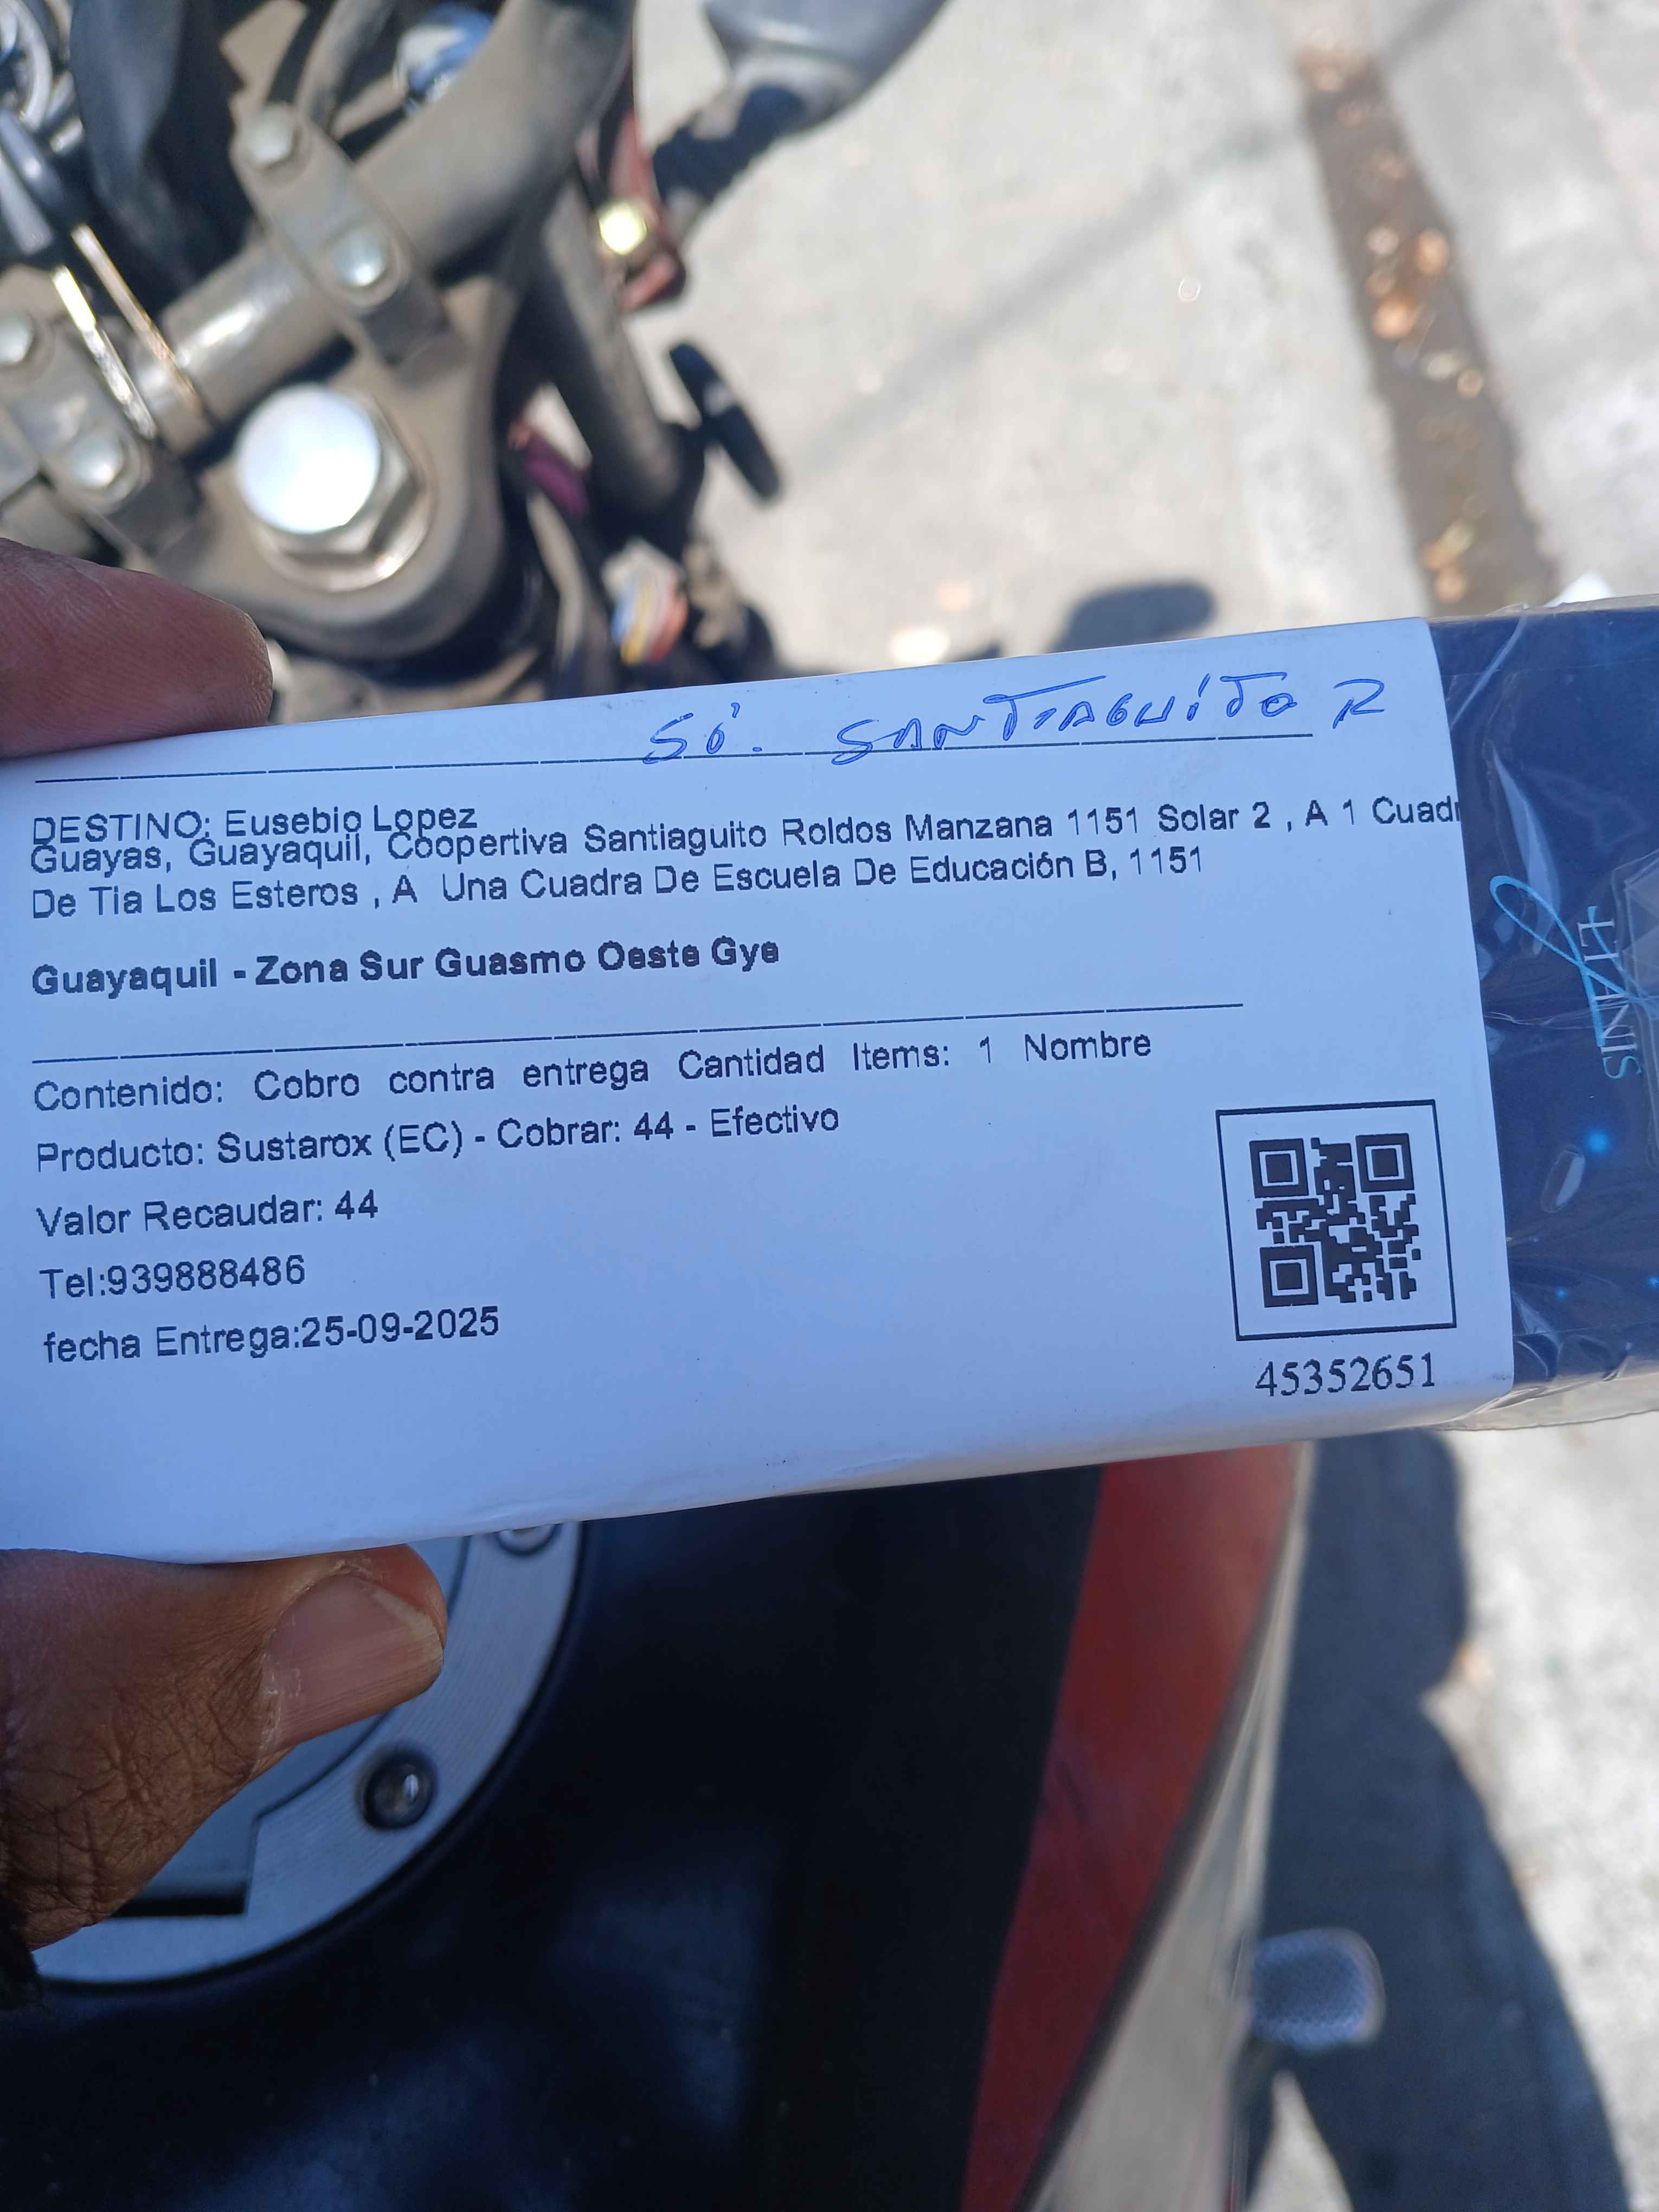 SANTIAGUITO R
DESTINO: Eusebio Lopez
Guayas, Guayaquil, Coopertiva Santiaguito Roldos Manzana 1151 Solar 2 , A 1 Cuadr
De Tia Los Esteros , A Una Cuadra De Escuela De Educación B, 1151
Guayaquil - Zona Sur Guasmo Oeste Gye
Contenido: Cobro contra entrega Cantidad Items: 1 Nombre
Producto: Sustarox (EC) - Cobrar: 44 - Efectivo
Valor Recaudar: 44
Tel:939888486
fecha Entrega:25-09-2025
45352651